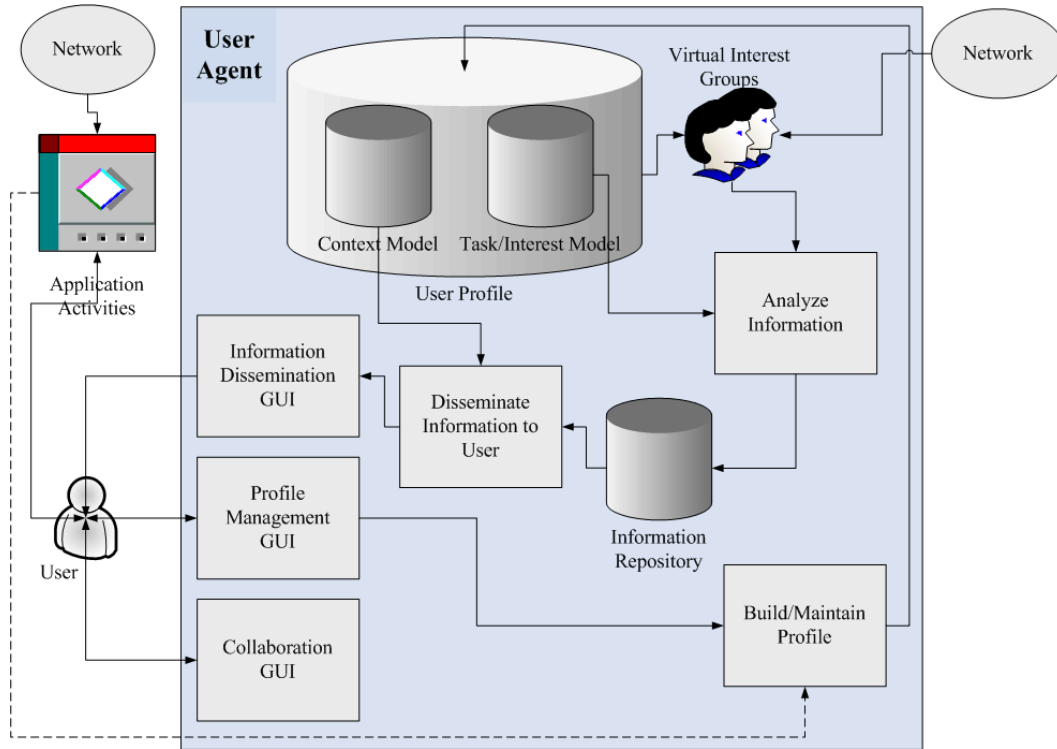 Network
User
Agent
Virtual Interest
Groups
Network
Context Model
Task/Interest Model
User Profile
Application
Activities
Analyze
Information
Information
Dissemination
GUI
Disseminate
Information to
User
Profile
Management
GUI
Information
Repository
User
Build/Maintain
Profile
Collaboration
GUI